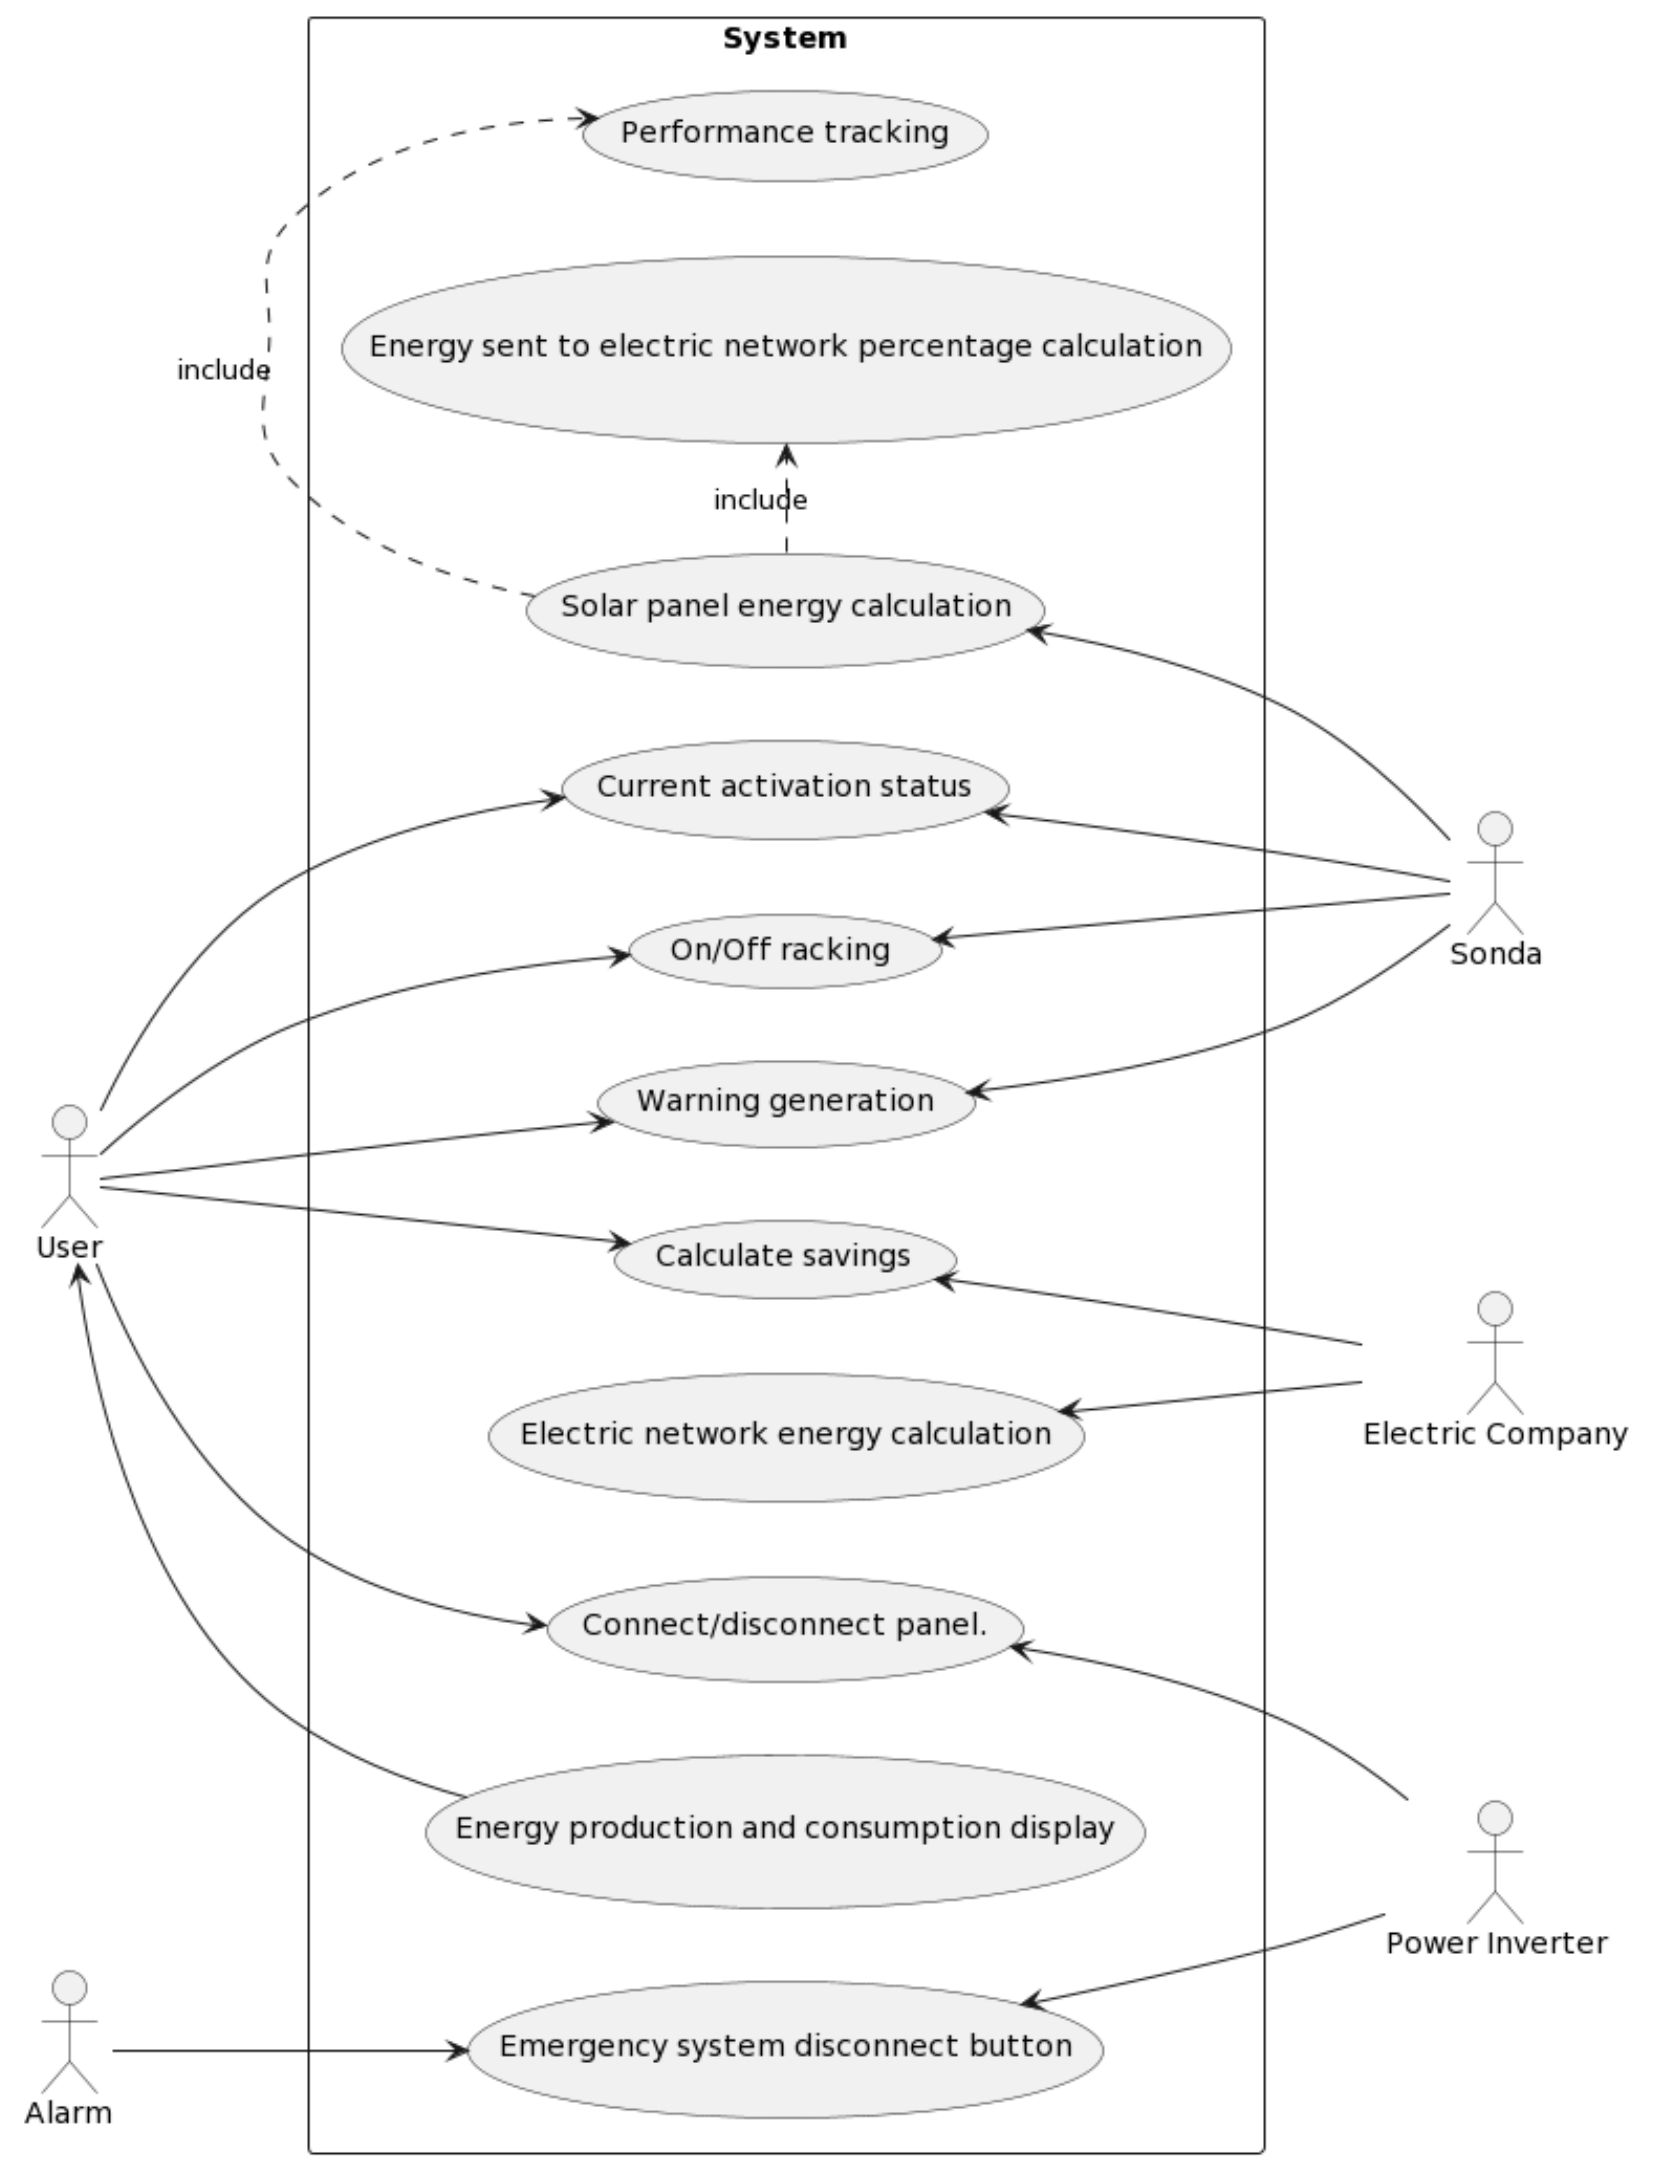 System
Performance tracking
Energy sent to electric network percentage calculation
include
include
Solar panel energy calculation
Current activation status
On/Off racking
Sonda
Warning generation
User
Calculate savings
Electric network energy calculation
Electric Company
Connect/disconnect panel.
Energy production and consumption display
Power Inverter
Emergency system disconnect button
Alarm